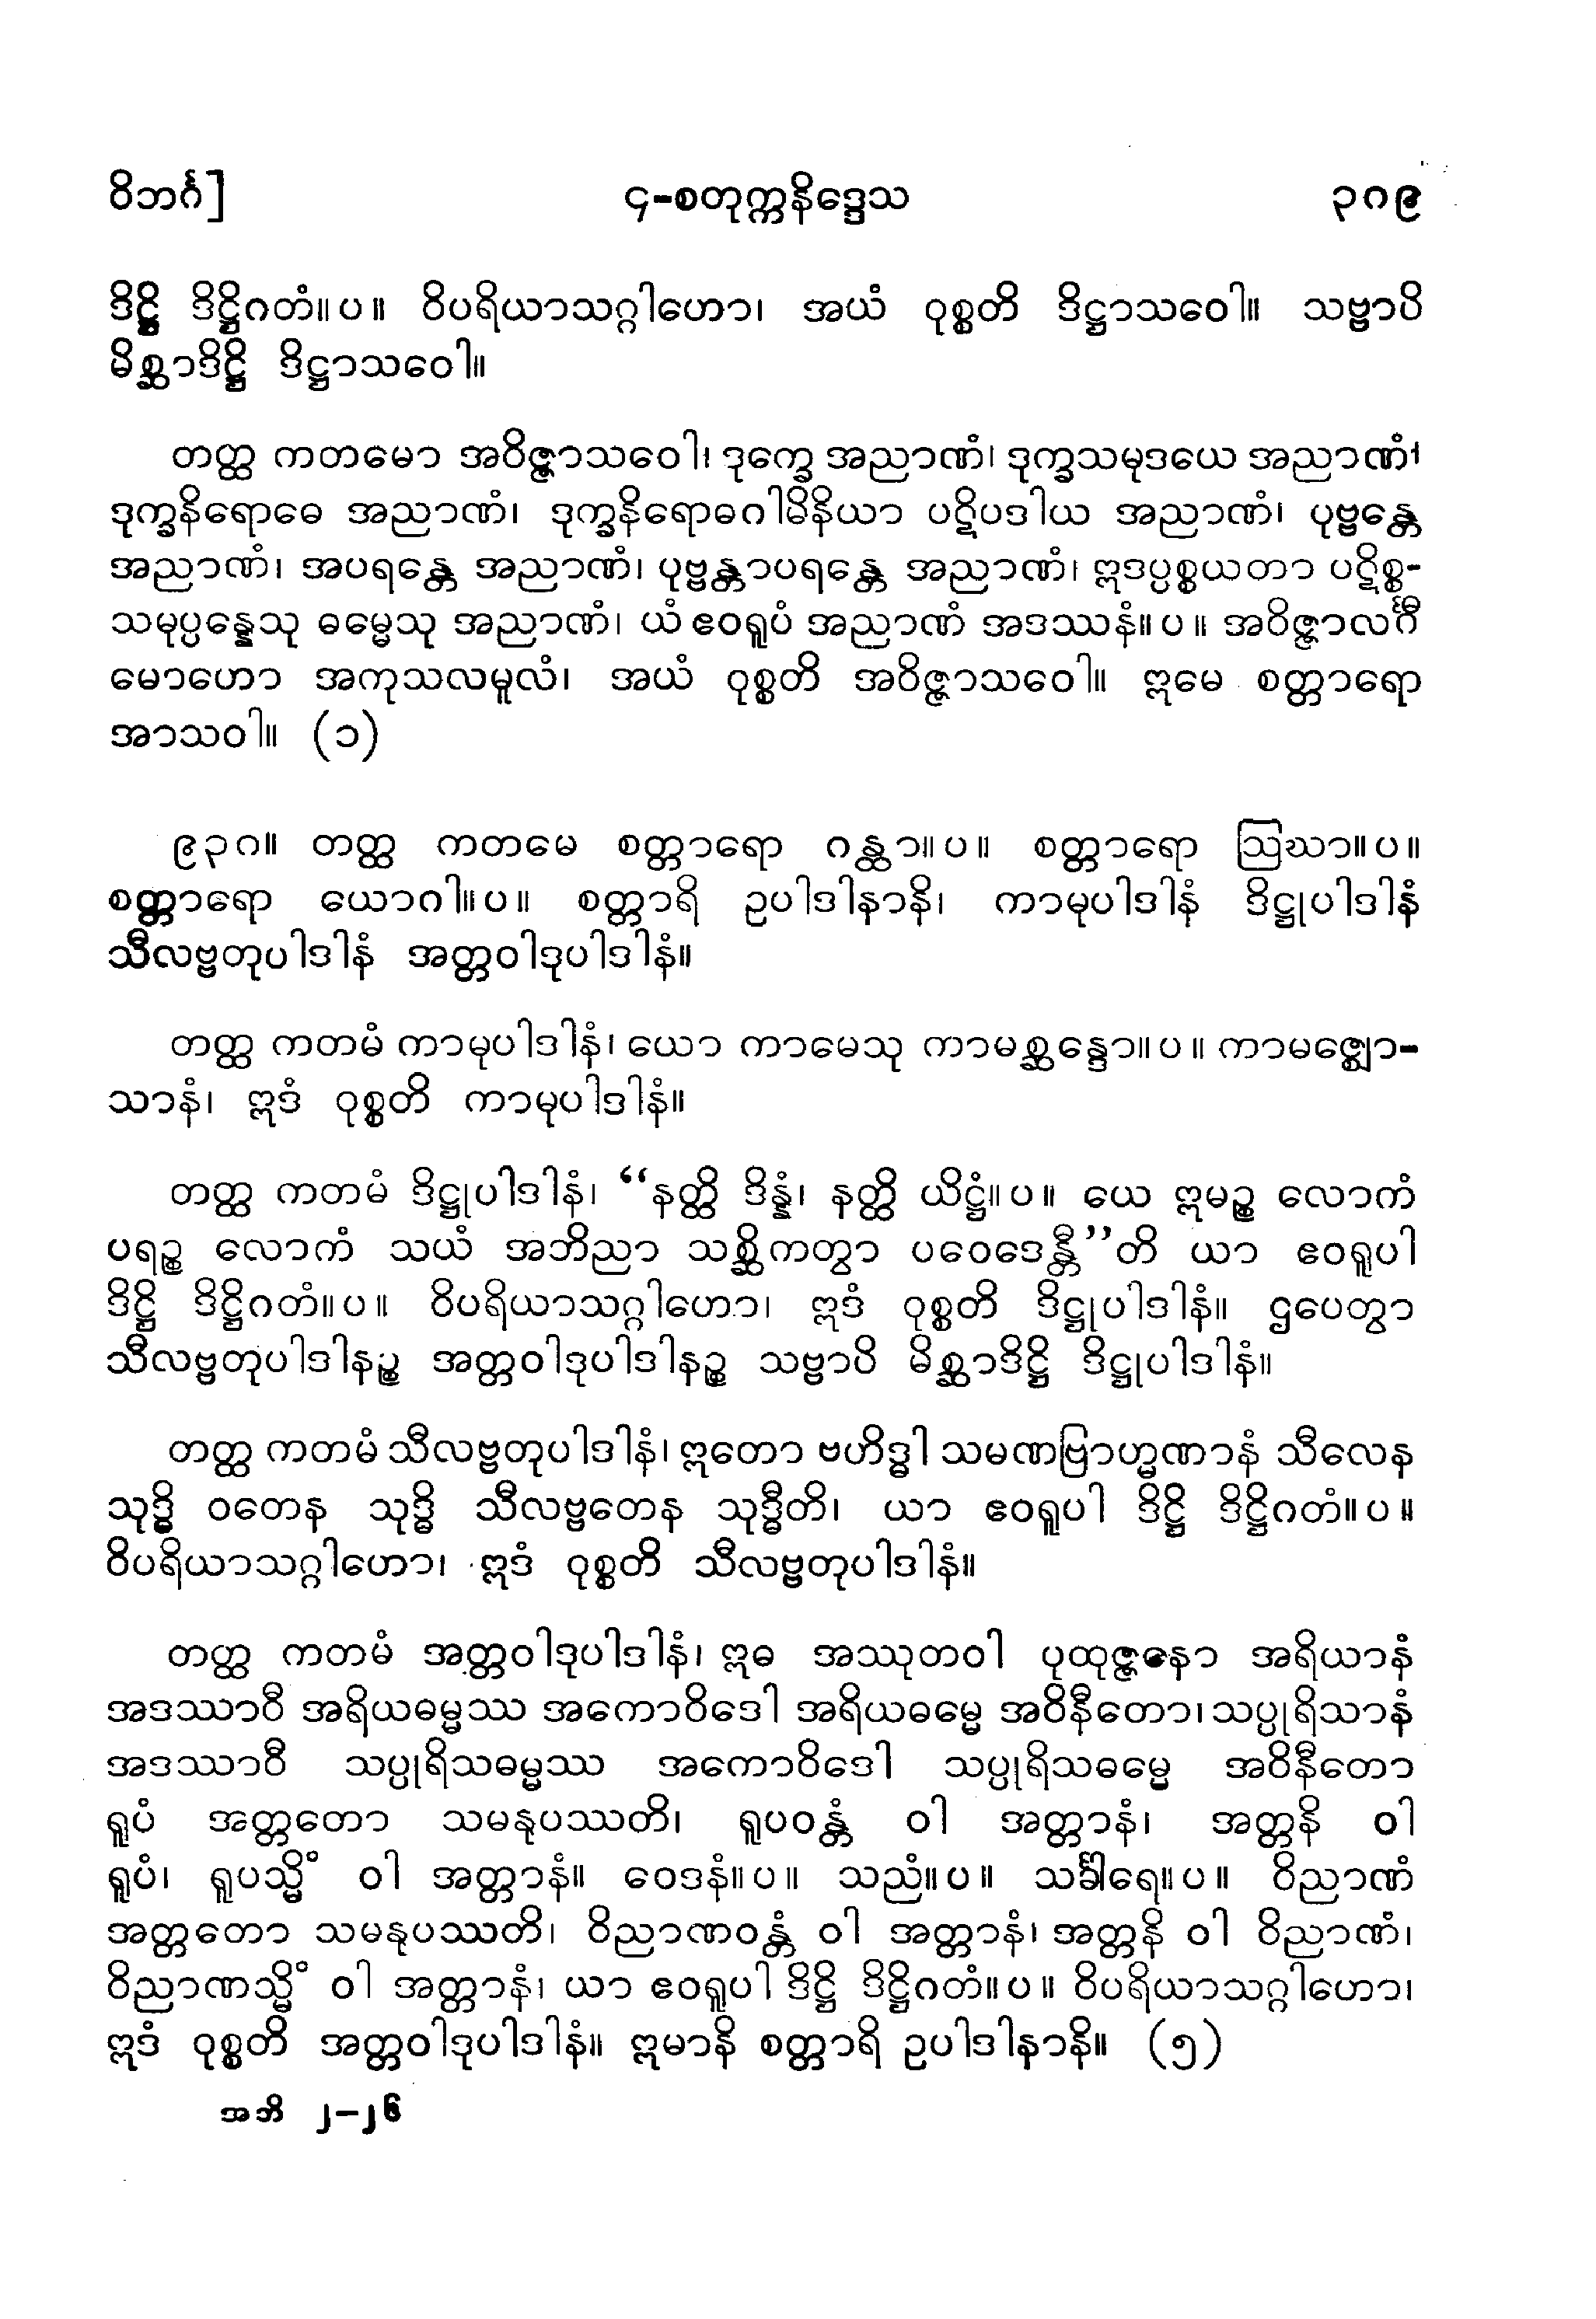 ဝိဘင်္ဂ] ၄-စတုက္ကနိဒ္ဒေသ ၃၈၉
ဒိဋ္ဌိ ဒိဋ္ဌိဂတံ။ပ။ ဝိပရိယာသဂ္ဂါဟော၊ အယံ ဝုစ္စတိ ဒိဋ္ဌာသဝေါ။ သဗ္ဗာပိ
မိစ္ဆာဒိဋ္ဌိ ဒိဋ္ဌာသဝေါ။
တတ္ထ ကတမော အဝိဇ္ဇာသဝေါ၊ ဒုက္ခေ အညာဏံ၊ ဒုက္ခသမုဒယေ အညာဏံ၊
ဒုက္ခနိရောဓေ အညာဏံ၊ ဒုက္ခနိရောဓဂါမိနိယာ ပဋိပဒါယ အညာဏံ၊ ပုဗ္ဗန္တေ
အညာဏံ၊ အပရန္တေ အညာဏံ၊ ပုဗ္ဗန္တာပရန္တေ အညာဏံ၊ ဣဒပ္ပစ္စယတာ ပဋိစ္စ-
သမုပ္ပန္နေသု ဓမ္မေသု အညာဏံ၊ ယံ ဧဝရူပံ အညာဏံ အဒဿနံ။ပ။ အဝိဇ္ဇာလင်္ဂီ
မောဟော အကုသလမူလံ၊ အယံ ဝုစ္စတိ အဝိဇ္ဇာသဝေါ။ ဣမေ စတ္တာရော
အာသဝါ။ (၁)
၉၃၈။ တတ္ထ ကတမေ စတ္တာရော ဂန္ထာ။ပ။ စတ္တာရော ဩဃာ။ပ။
စတ္တာရော ယောဂါ။ပ။ စတ္တာရိ ဥပါဒါနာနိ၊ ကာမုပါဒါနံ ဒိဋ္ဌုပါဒါနံ
သီလဗ္ဗတုပါဒါနံ အတ္တဝါဒုပါဒါနံ။
တတ္ထ ကတမံ ကာမုပါဒါနံ၊ ယော ကာမေသု ကာမစ္ဆန္ဒော။ပ။ ကာမဇ္ဈော-
သာနံ၊ ဣဒံ ဝုစ္စတိ ကာမုပါဒါနံ။
တတ္ထ ကတမံ ဒိဋ္ဌုပါဒါနံ၊ “နတ္ထိ ဒိန္နံ၊ နတ္ထိ ယိဋ္ဌံ။ပ။ ယေ ဣမဉ္စ လောကံ
ပရဉ္စ လောကံ သယံ အဘိညာ သစ္ဆိကတွာ ပဝေဒေန္တီ”တိ ယာ ဧဝရူပါ
ဒိဋ္ဌိ ဒိဋ္ဌိဂတံ။ပ။ ဝိပရိယာသဂ္ဂါဟော၊ ဣဒံ ဝုစ္စတိ ဒိဋ္ဌုပါဒါနံ။ ဌပေတွာ
သီလဗ္ဗတုပါဒါနဉ္စ အတ္တဝါဒုပါဒါနဉ္စ သဗ္ဗာပိ မိစ္ဆာဒိဋ္ဌိ ဒိဋ္ဌုပါဒါနံ။
တတ္ထ ကတမံ သီလဗ္ဗတုပါဒါနံ၊ ဣတော ဗဟိဒ္ဓါ သမဏဗြာဟ္မဏာနံ သီလေန
သုဒ္ဓိ ဝတေန သုဒ္ဓိ သီလဗ္ဗတေန သုဒ္ဓီတိ၊ ယာ ဧဝရူပါ ဒိဋ္ဌိ ဒိဋ္ဌိဂတံ။ပ။
ဝိပရိယာသဂ္ဂါဟော၊ ဣဒံ ဝုစ္စတိ သီလဗ္ဗတုပါဒါနံ။
တတ္ထ ကတမံ အတ္တဝါဒုပါဒါနံ၊ ဣဓ အဿုတဝါ ပုထုဇ္ဇနော အရိယာနံ
အဒဿာဝီ အရိယဓမ္မဿ အကောဝိဒေါ အရိယဓမ္မေ အဝိနီတော၊ သပ္ပုရိသာနံ
အဒဿာဝီ သပ္ပုရိသဓမ္မဿ အကောဝိဒေါ သပ္ပုရိသဓမ္မေ အဝိနီတော
ရူပံ အတ္တတော သမနုပဿတိ၊ ရူပဝန္တံ ဝါ အတ္တာနံ၊ အတ္တနိ ဝါ
ရူပံ၊ ရူပသ္မိံ ဝါ အတ္တာနံ။ ဝေဒနံ။ပ။ သညံ။ပ။ သင်္ခါရေ။ပ။ ဝိညာဏံ
အတ္တတော သမနုပဿတိ၊ ဝိညာဏဝန္တံ ဝါ အတ္တာနံ၊ အတ္တနိ ဝါ ဝိညာဏံ၊
ဝိညာဏသ္မိံ ဝါ အတ္တာနံ၊ ယာ ဧဝရူပါ ဒိဋ္ဌိ ဒိဋ္ဌိဂတံ။ပ။ ဝိပရိယာသဂ္ဂါဟော၊
ဣဒံ ဝုစ္စတိ အတ္တဝါဒုပါဒါနံ။ ဣမာနိ စတ္တာရိ ဥပါဒါနာနိ။ (၅)
အဘိ ၂-၂၆